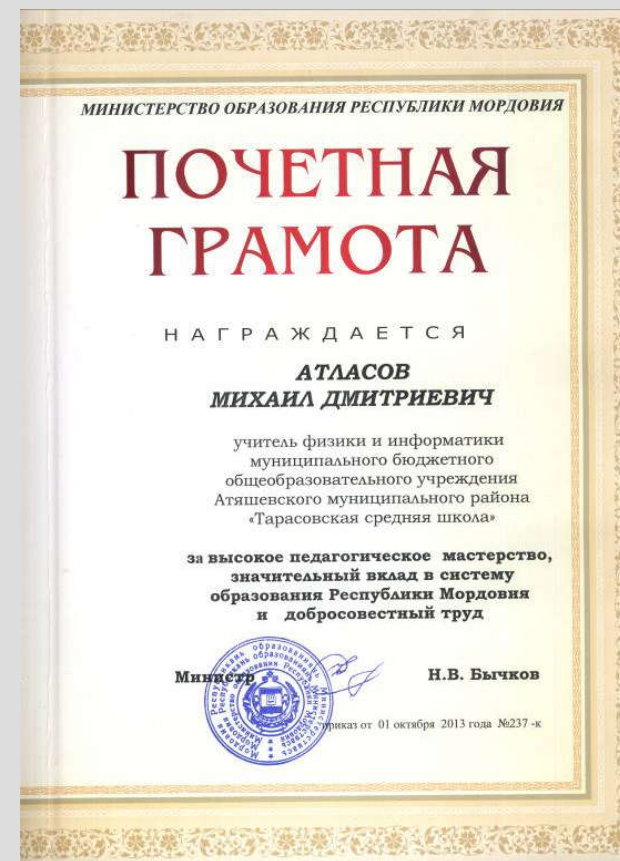 МИНИСТЕРСТВО ОБРАЗОВАНИЯ РЕСПУБЛИКИ МОРДОВИЯ
ПОЧЕТНАЯ
ГРАМОТА
НАГРАЖДАЕТСЯ
АТЛАСОВ
МИХАИЛ ДМИТРИЕВИЧ
учитель физики и информатики
муниципального бюджетного
общеобразовательного учреждения
Атяшевского муниципального района
«Тарасовская средняя школа»
за высокое педагогическое мастерство,
значительный вклад в систему
образования Республики Мордовия
и добросовестный труд
Министр Н.В. Бычков
приказ от 01 октября 2013 года №237 -к